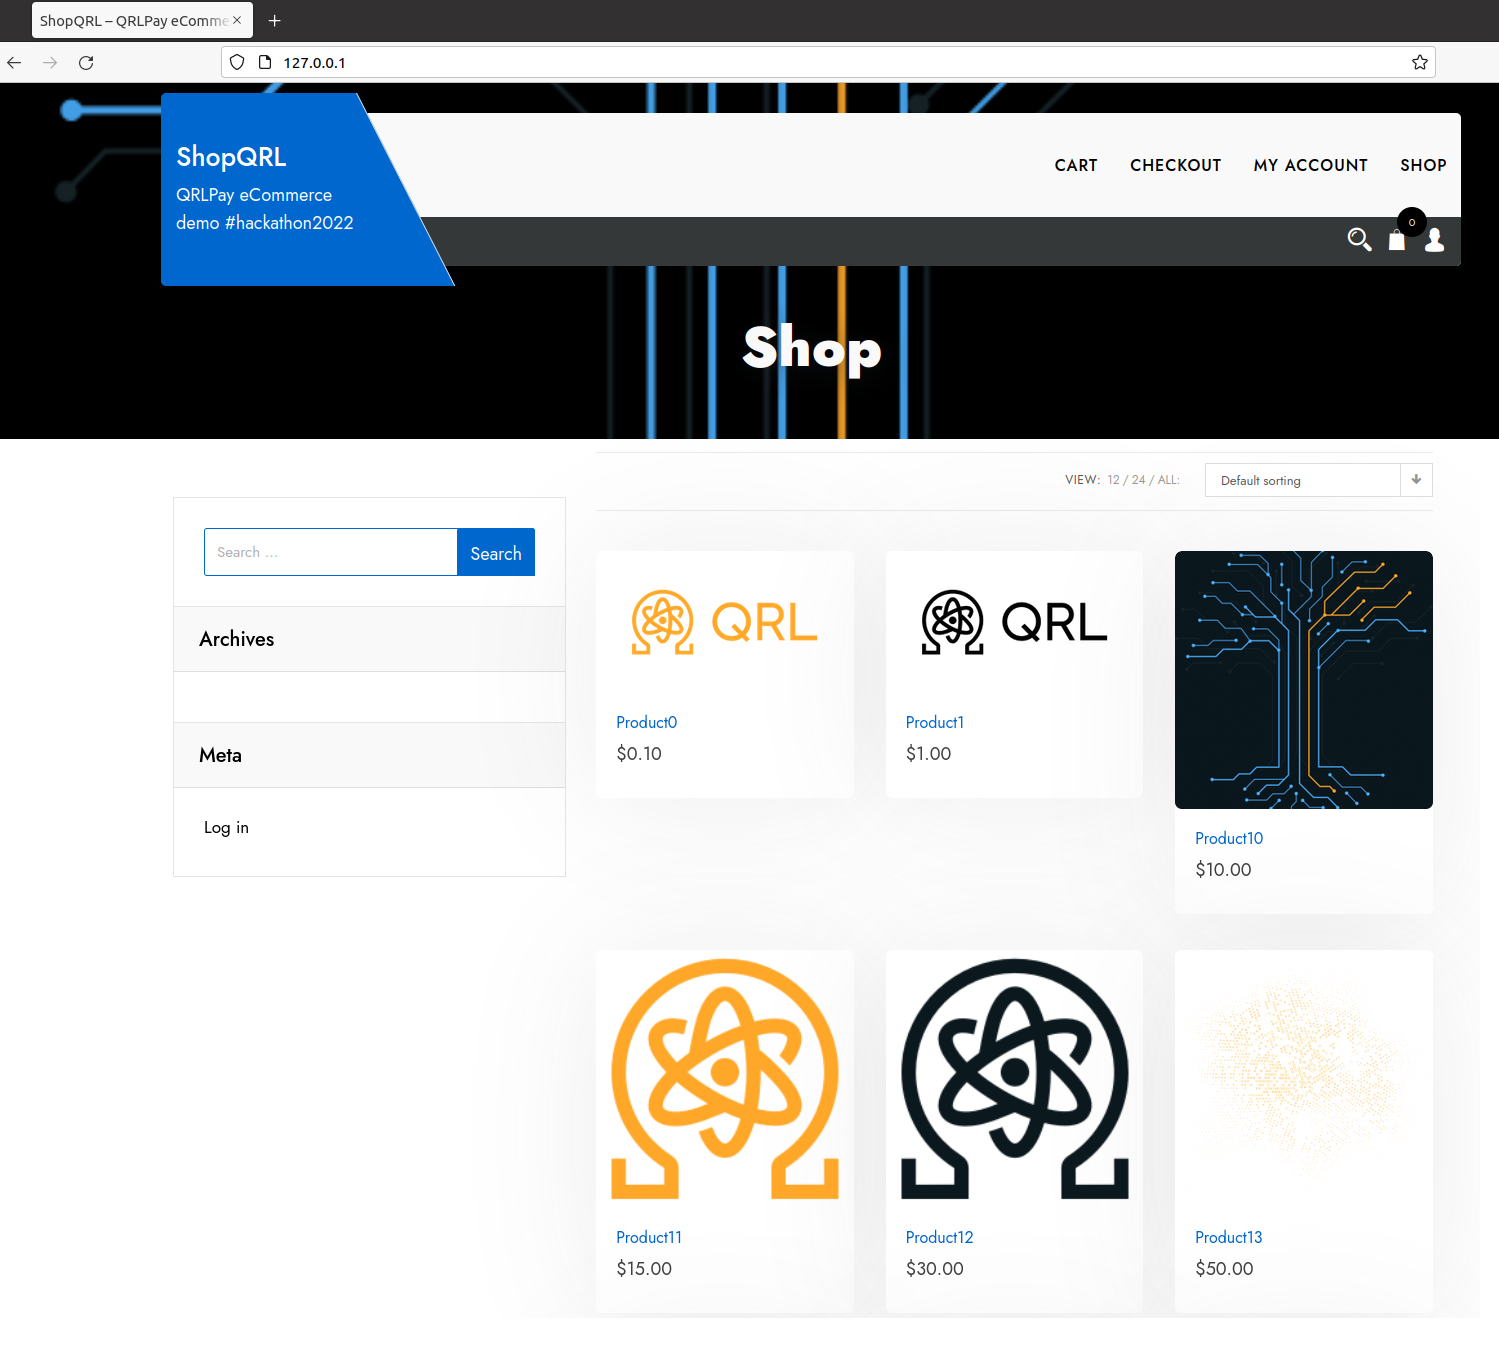 ShopQRL – QRLPay eComme
127.0.0.1
ShopQRL
QRLPay eCommerce
demo #hackathon2022
CART CHECKOUT MY ACCOUNT SHOP
0
Shop
VIEW: 12 / 24 / ALL:
Default sorting
Search ...
Search
Archives
Meta
Log in
QRL
Product0
$0.10
QRL
Product1
$1.00
Product10
$10.00
Product11
$15.00
Product12
$30.00
Product13
$50.00